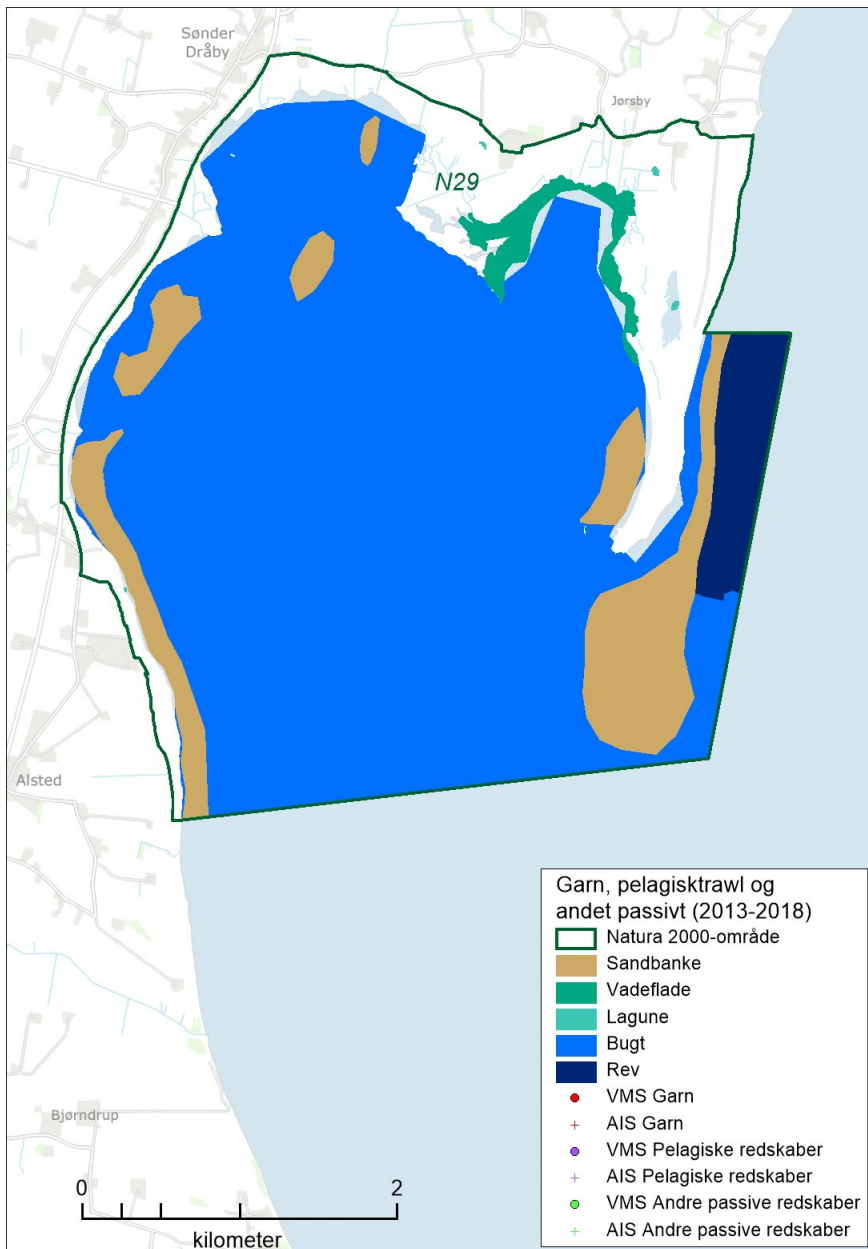 Sønder
Dråby
Jørsby
N29
Alsted
Bjørndrup
0 2
kilometer
Garn, pelagisktrawl og
andet passivt (2013-2018)
Natura 2000-område
Sandbanke
Vadeflade
Lagune
Bugt
Rev
VMS Garn
AIS Garn
VMS Pelagiske redskaber
AIS Pelagiske redskaber
VMS Andre passive redskaber
AIS Andre passive redskaber